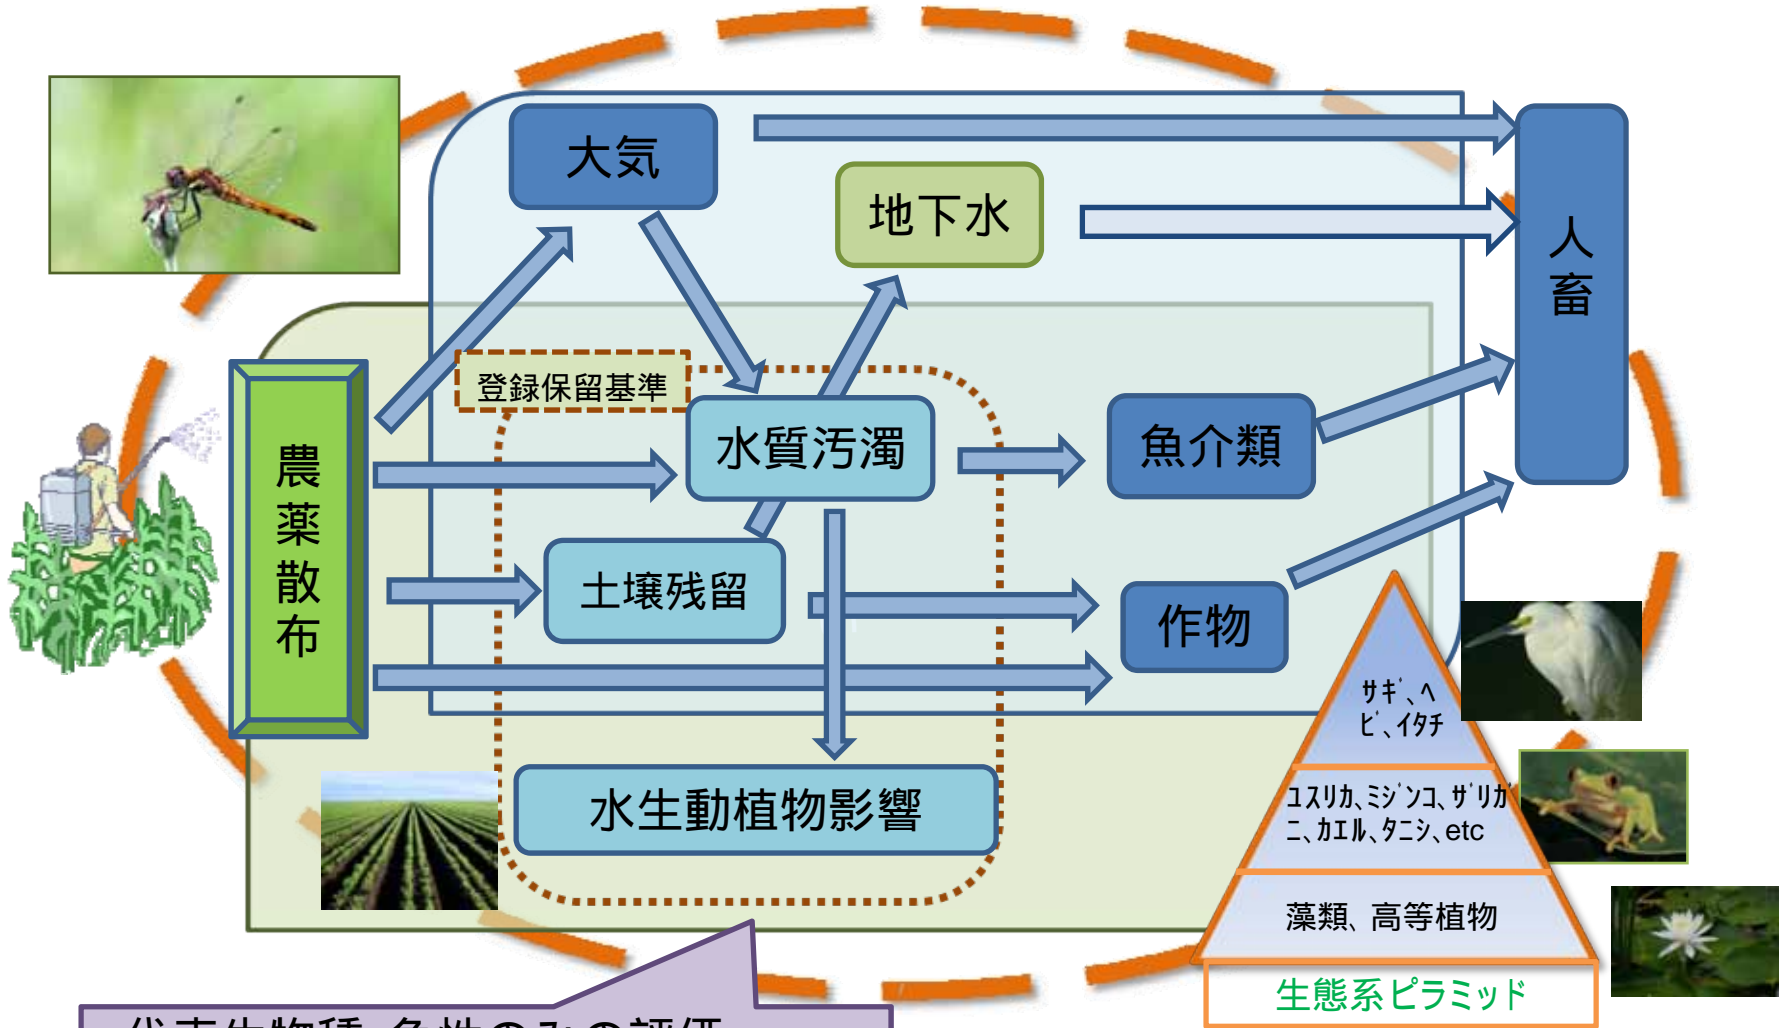 大気
地下水
人畜
登録保留基準
農薬散布
水質汚濁
魚介類
土壌残留
作物
水生動植物影響
サギ、ヘ
ビ、イタチ
ユスリカ、ミジンコ、ザリガ
ニ、カエル、タニシ、etc
藻類、高等植物
生態系ピラミッド